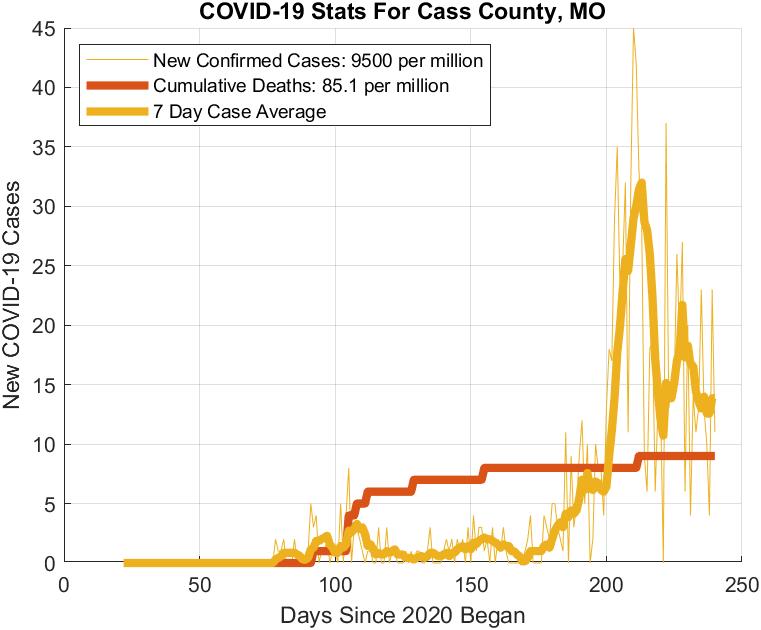 COVID-19 Stats For Cass County, MO
New Confirmed Cases: 9500 per million
Cumulative Deaths: 85.1 per million
7 Day Case Average
New COVID-19 Cases
45
40
35
30
25
20
15
10
5
0
0 50 100 150 200 250
Days Since 2020 Began